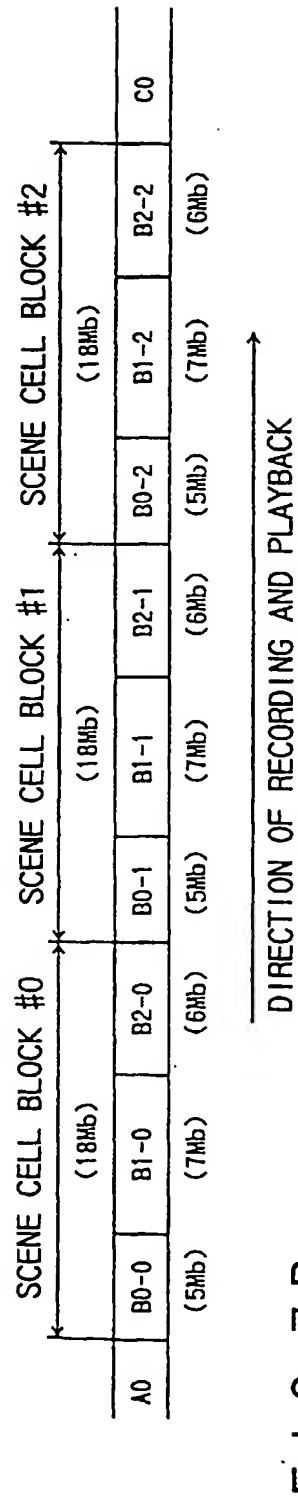 SCENE CELL BLOCK #0 SCENE CELL BLOCK #1 SCENE CELL BLOCK #2
(18Mb) (18Mb) (18Mb)
A0 B0-0 B1-0 B2-0 B0-1 B1-1 B2-1 B0-2 B1-2 B2-2 C0
(5Mb) (7Mb) (6Mb) (5Mb) (7Mb) (6Mb) (5Mb) (7Mb) (6Mb)
DIRECTION OF RECORDING AND PLAYBACK